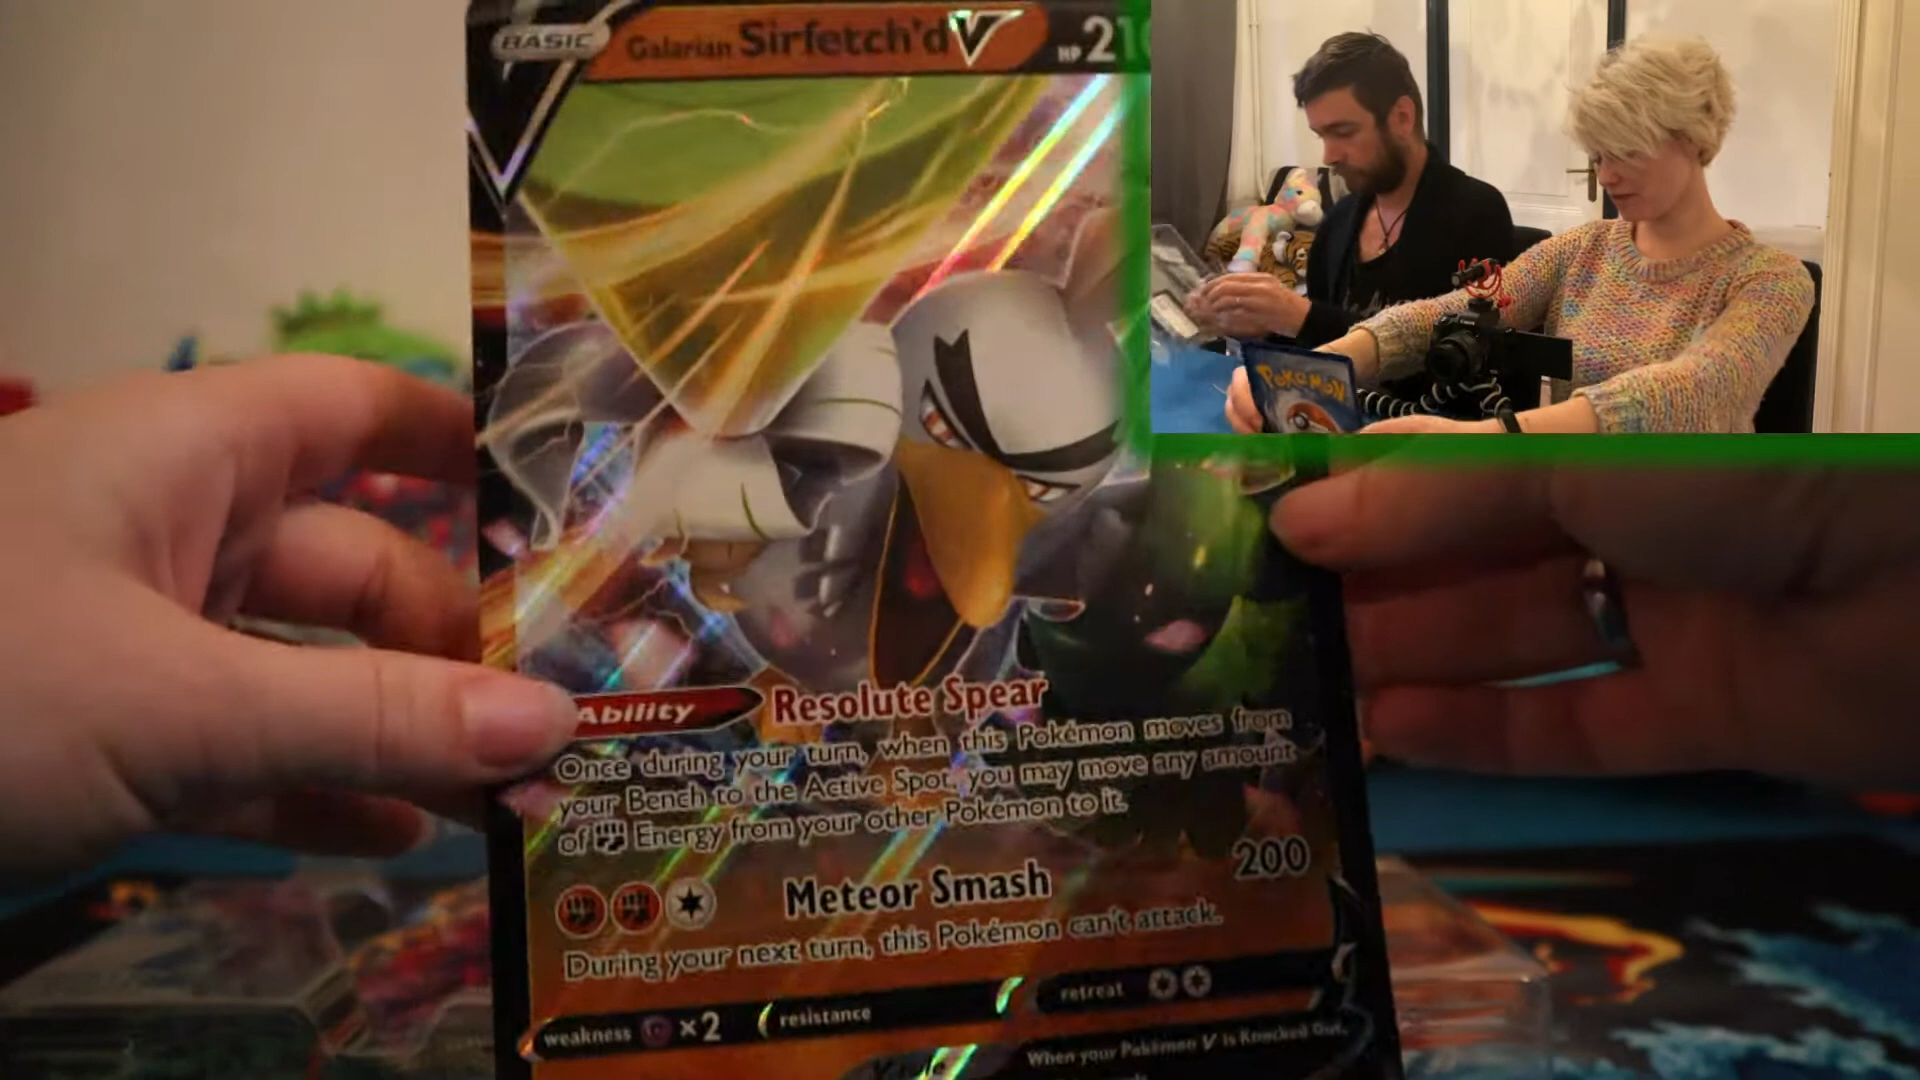 BASIC
Galarian Sirfetch'd V
HP 210
POKéMON
Canon
Ability Resolute Spear
Once during your turn, when this Pokémon moves from
your Bench to the Active Spot, you may move any amount
of Energy from your other Pokémon to it.
Meteor Smash 200
During your next turn, this Pokémon can't attack.
weakness ×2 resistance retreat
When your Pokémon V is Knocked Out,